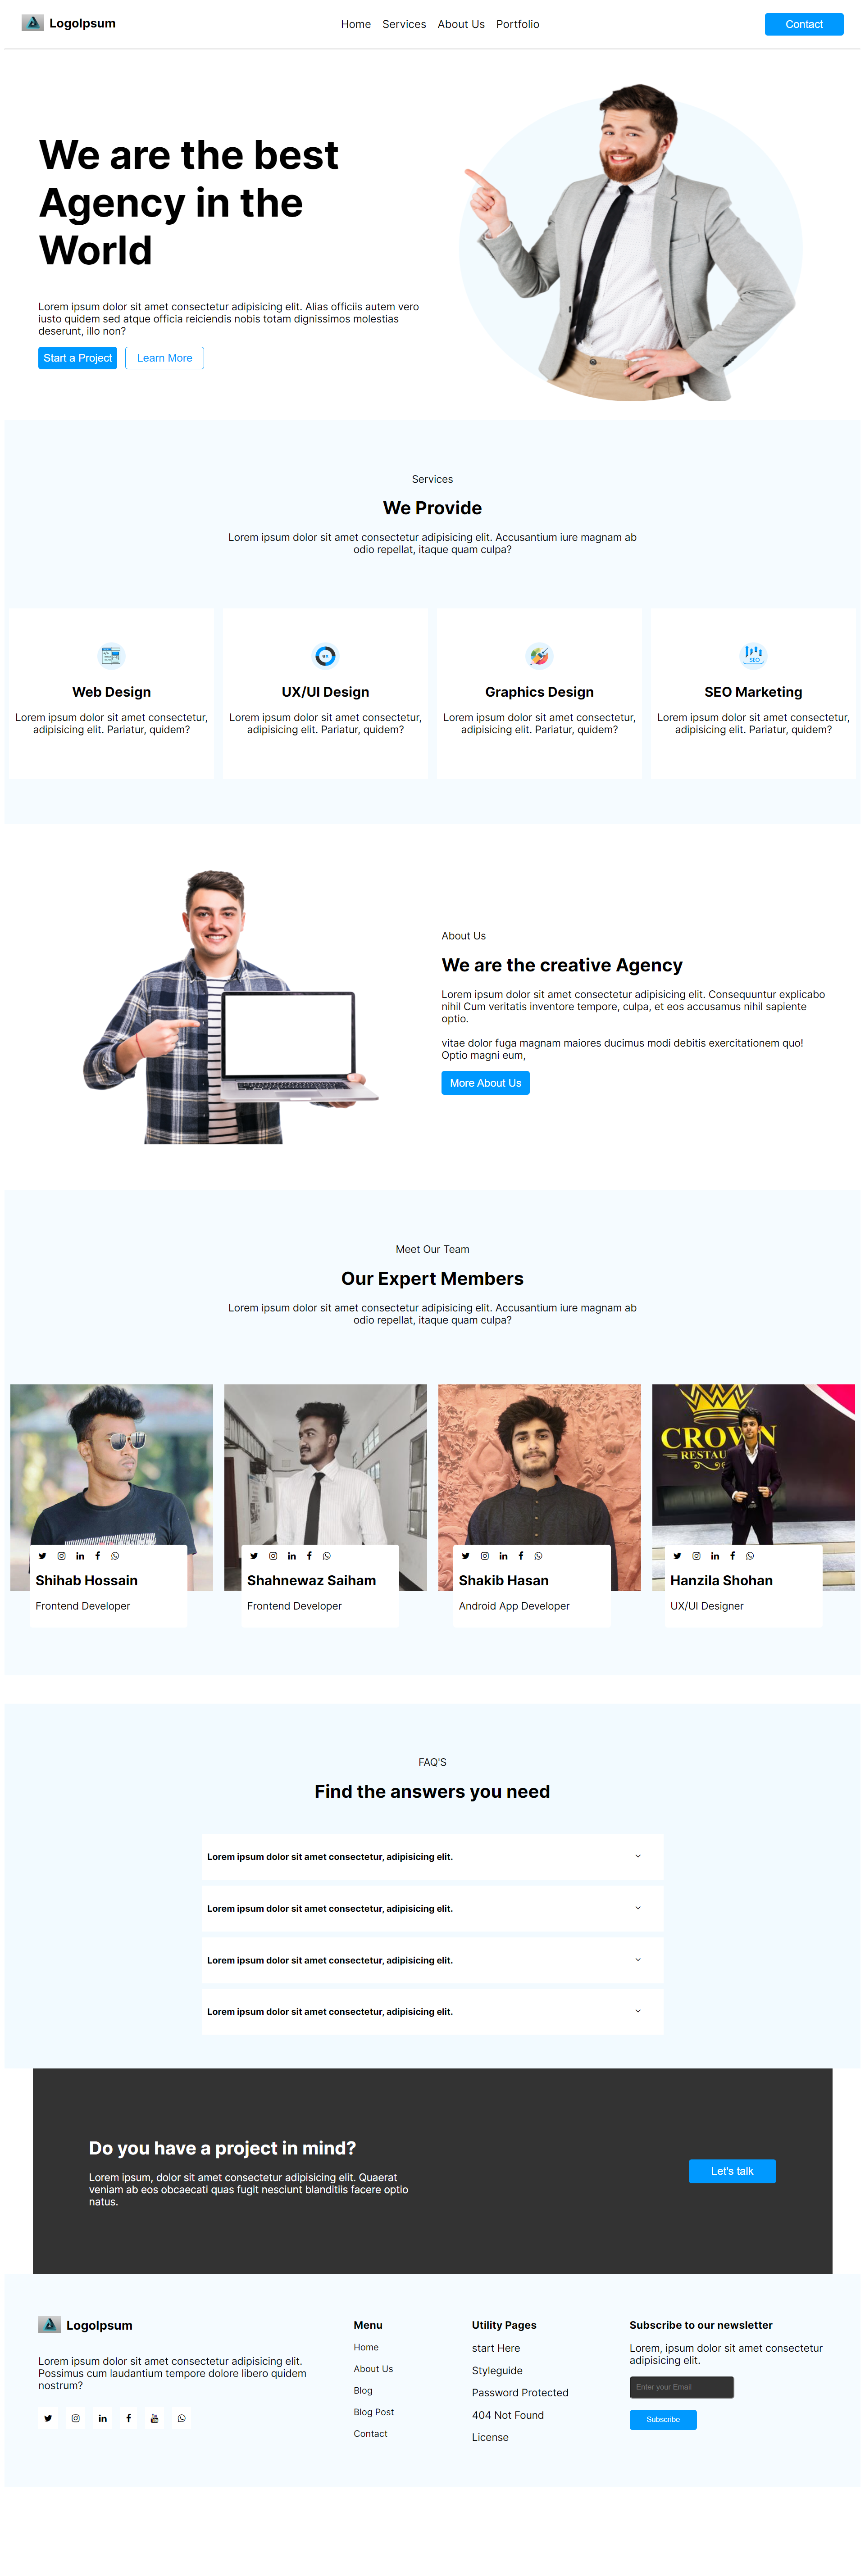 LogoIpsum
Home Services About Us Portfolio
Contact
We are the best
Agency in the
World
Lorem ipsum dolor sit amet consectetur adipisicing elit. Alias officiis autem vero
iusto quidem sed atque officia reiciendis nobis totam dignissimos molestias
deserunt, illo non?
Start a Project
Learn More
Services
We Provide
Lorem ipsum dolor sit amet consectetur adipisicing elit. Accusantium iure magnam ab
odio repellat, itaque quam culpa?
Web Design
Lorem ipsum dolor sit amet consectetur,
adipisicing elit. Pariatur, quidem?
UX/UI Design
Lorem ipsum dolor sit amet consectetur,
adipisicing elit. Pariatur, quidem?
Graphics Design
Lorem ipsum dolor sit amet consectetur,
adipisicing elit. Pariatur, quidem?
SEO
SEO Marketing
Lorem ipsum dolor sit amet consectetur,
adipisicing elit. Pariatur, quidem?
About Us
We are the creative Agency
Lorem ipsum dolor sit amet consectetur adipisicing elit. Consequuntur explicabo
nihil Cum veritatis inventore tempore, culpa, et eos accusamus nihil sapiente
optio.
vitae dolor fuga magnam maiores ducimus modi debitis exercitationem quo!
Optio magni eum,
More About Us
Meet Our Team
Our Expert Members
Lorem ipsum dolor sit amet consectetur adipisicing elit. Accusantium iure magnam ab
odio repellat, itaque quam culpa?
Shihab Hossain
Frontend Developer
Shahnewaz Saiham
Frontend Developer
Shakib Hasan
Android App Developer
CROWN
RESTAU
Hanzila Shohan
UX/UI Designer
FAQ'S
Find the answers you need
Lorem ipsum dolor sit amet consectetur, adipisicing elit.
Lorem ipsum dolor sit amet consectetur, adipisicing elit.
Lorem ipsum dolor sit amet consectetur, adipisicing elit.
Lorem ipsum dolor sit amet consectetur, adipisicing elit.
Do you have a project in mind?
Lorem ipsum, dolor sit amet consectetur adipisicing elit. Quaerat
veniam ab eos obcaecati quas fugit nesciunt blanditiis facere optio
natus.
Let's talk
LogoIpsum
Lorem ipsum dolor sit amet consectetur adipisicing elit.
Possimus cum laudantium tempore dolore libero quidem
nostrum?
Menu
Home
About Us
Blog
Blog Post
Contact
Utility Pages
start Here
Styleguide
Password Protected
404 Not Found
License
Subscribe to our newsletter
Lorem, ipsum dolor sit amet consectetur
adipisicing elit.
Enter your Email
Subscribe